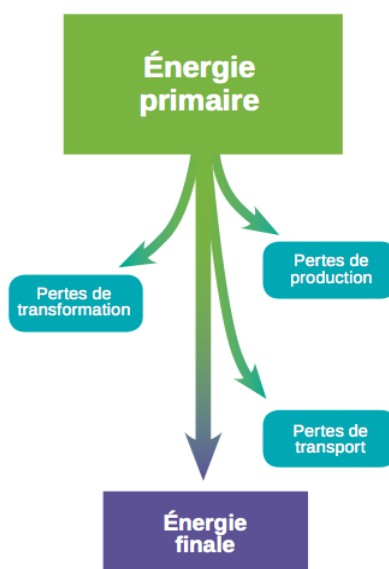 Énergie
primaire
Pertes de
production
Pertes de
transformation
Pertes de
transport
Énergie
finale